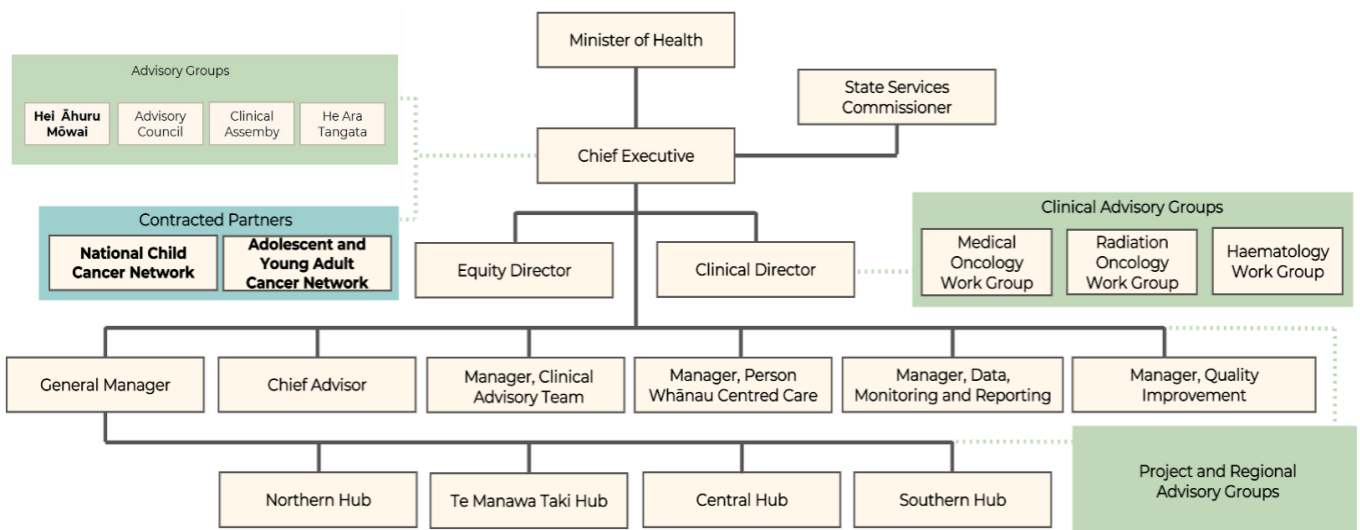 Minister of Health
State Services
Commissioner
Chief Executive
Advisory Groups
Hei Āhuru
Mōwai
Advisory
Council
Clinical
Assemby
He Ara
Tangata
Contracted Partners
National Child
Cancer Network
Adolescent and
Young Adult
Cancer Network
Equity Director
Clinical Director
Clinical Advisory Groups
Medical
Oncology
Work Group
Radiation
Oncology
Work Group
Haematology
Work Group
General Manager
Chief Advisor
Manager, Clinical
Advisory Team
Manager, Person
Whānau Centred Care
Manager, Data,
Monitoring and Reporting
Manager, Quality
Improvement
Northern Hub
Te Manawa Taki Hub
Central Hub
Southern Hub
Project and Regional
Advisory Groups